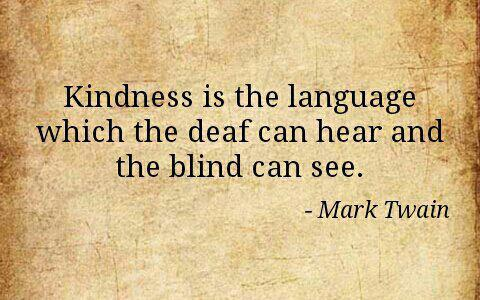 Kindness is the language
which the deaf can hear and
the blind can see.
- Mark Twain